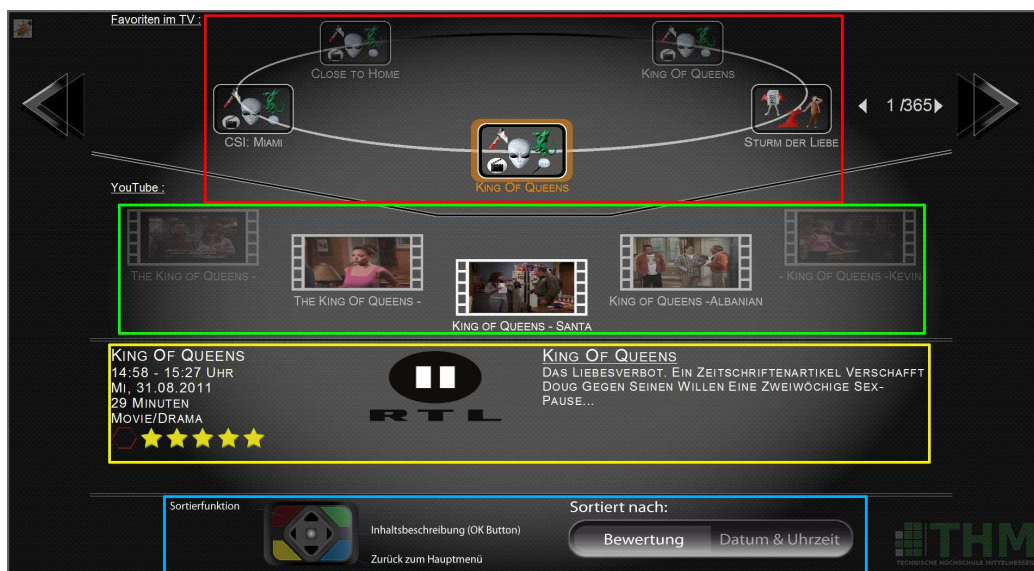 Favoriten im TV :
CLOSE TO HOME
KING OF QUEENS
CSI: MIAMI
STURM DER LIEBE
1 /365
KING OF QUEENS
YouTube :
THE KING OF QUEENS -
THE KING OF QUEENS -
KING OF QUEENS - SANTA
KING OF QUEENS -ALBANIAN
- KING OF QUEENS -KEVIN
KING OF QUEENS
14:58 - 15:27 UHR
MI, 31.08.2011
29 MINUTEN
MOVIE/DRAMA
RTL
KING OF QUEENS
DAS LIEBESVERBOT. EIN ZEITSCHRIFTENARTIKEL VERSCHAFFT
DOUG GEGEN SEINEN WILLEN EINE ZWEIWÖCHIGE SEX-
PAUSE...
Sortierfunktion
Inhaltsbeschreibung (OK Button)
Zurück zum Hauptmenü
Sortiert nach:
Bewertung Datum & Uhrzeit
THM
TECHNISCHE HOCHSCHULE MITTELHESSEN